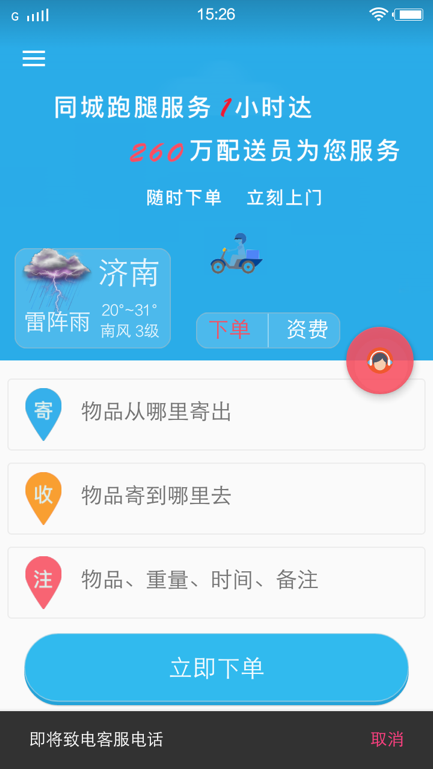 G
15:26
同城跑腿服务1小时达
260万配送员为您服务
随时下单 立刻上门
济南
雷阵雨
20°~31°
南风 3级
下单
资费
寄
物品从哪里寄出
收
物品寄到哪里去
注
物品、重量、时间、备注
立即下单
即将致电客服电话
取消